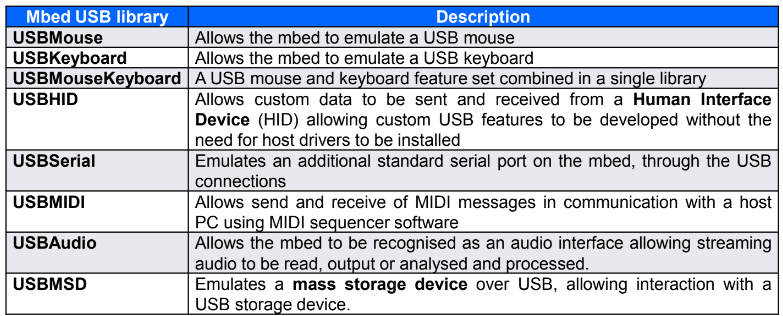 Mbed USB library Description
USBMouse Allows the mbed to emulate a USB mouse
USBKeyboard Allows the mbed to emulate a USB keyboard
USBMouseKeyboard A USB mouse and keyboard feature set combined in a single library
USBHID Allows custom data to be sent and received from a Human Interface
Device (HID) allowing custom USB features to be developed without the
need for host drivers to be installed
USBSerial Emulates an additional standard serial port on the mbed, through the USB
connections
USBMIDI Allows send and receive of MIDI messages in communication with a host
PC using MIDI sequencer software
USBAudio Allows the mbed to be recognised as an audio interface allowing streaming
audio to be read, output or analysed and processed.
USBMSD Emulates a mass storage device over USB, allowing interaction with a
USB storage device.